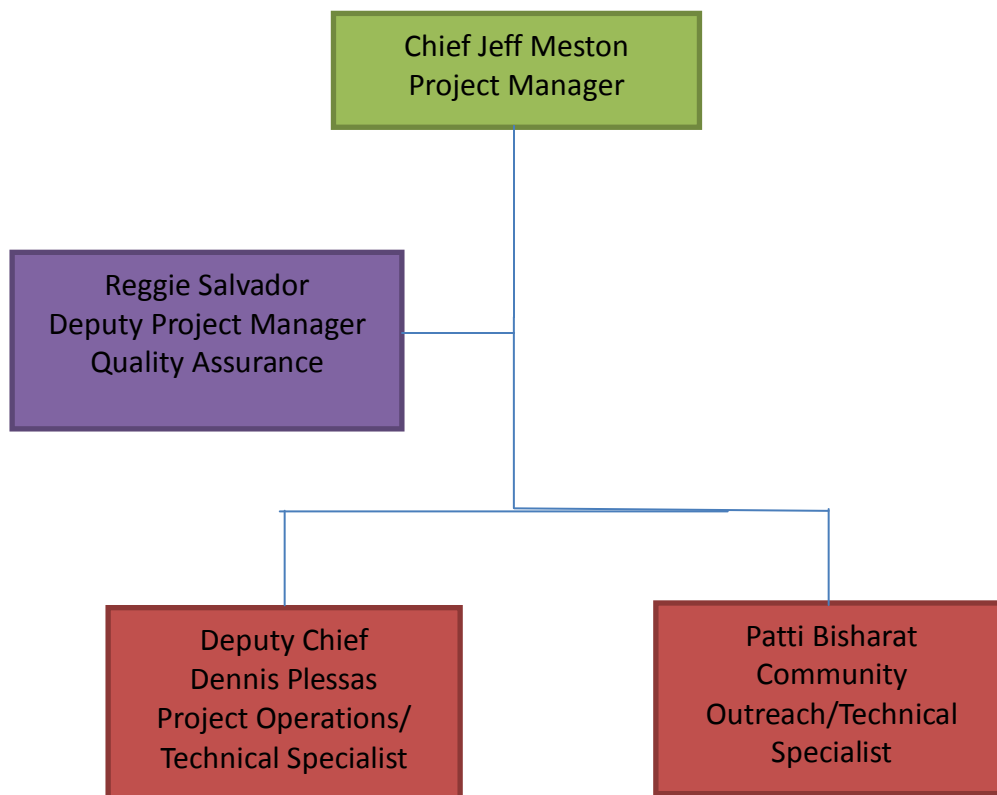 Chief Jeff Meston
Project Manager
Reggie Salvador
Deputy Project Manager
Quality Assurance
Deputy Chief
Dennis Plessas
Project Operations/
Technical Specialist
Patti Bisharat
Community
Outreach/Technical
Specialist